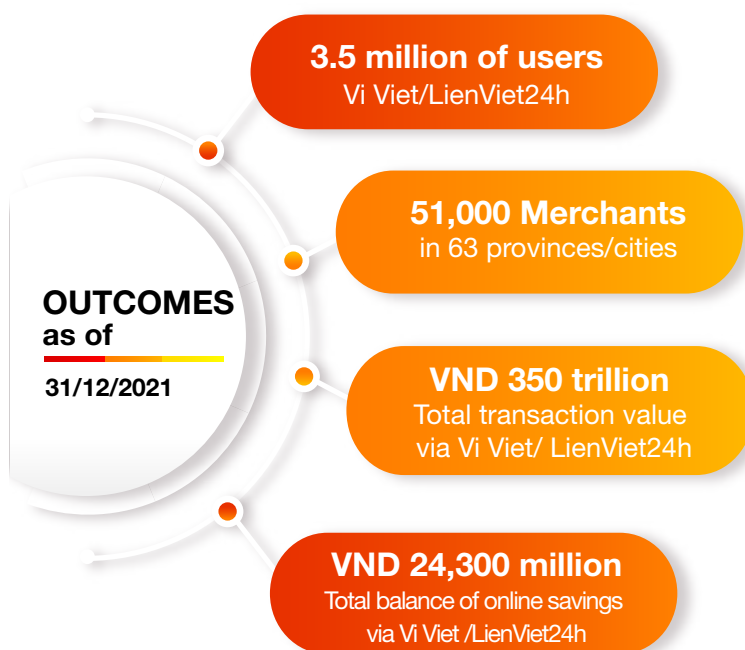 3.5 million of users
Vi Viet/LienViet24h
51,000 Merchants
in 63 provinces/cities
OUTCOMES
as of
31/12/2021
VND 350 trillion
Total transaction value
via Vi Viet/ LienViet24h
VND 24,300 million
Total balance of online savings
via Vi Viet /LienViet24h